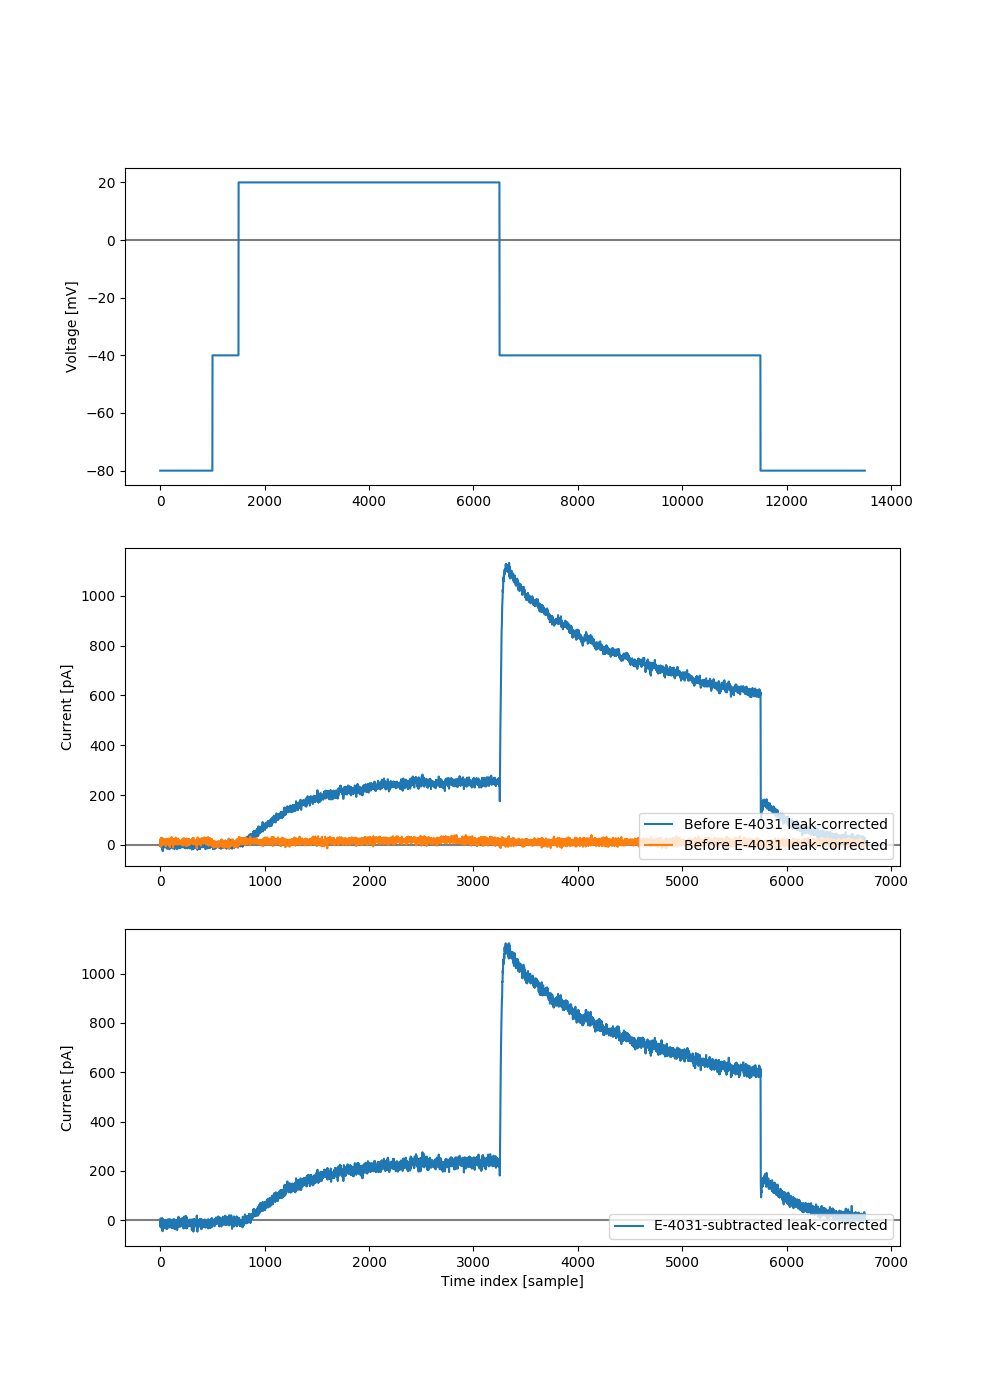 20
0
−20
−40
−60
−80
Voltage [mV]
0 2000 4000 6000 8000 10000 12000 14000
1000
800
600
400
200
0
Current [pA]
Before E-4031 leak-corrected
Before E-4031 leak-corrected
0 1000 2000 3000 4000 5000 6000 7000
1000
800
600
400
200
0
Current [pA]
E-4031-subtracted leak-corrected
0 1000 2000 3000 4000 5000 6000 7000
Time index [sample]